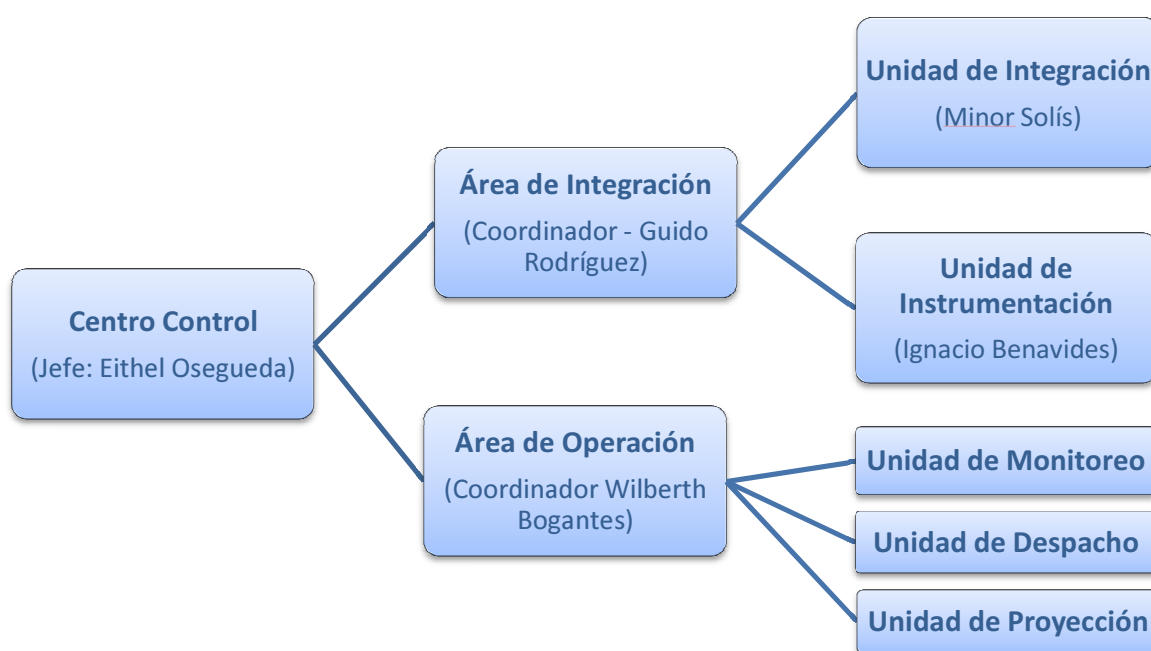 Unidad de Integración
(Minor Solís)
Área de Integración
(Coordinador - Guido
Rodríguez)
Unidad de
Instrumentación
(Ignacio Benavides)
Centro Control
(Jefe: Eithel Osegueda)
Área de Operación
(Coordinador Wilberth
Bogantes)
Unidad de Monitoreo
Unidad de Despacho
Unidad de Proyección